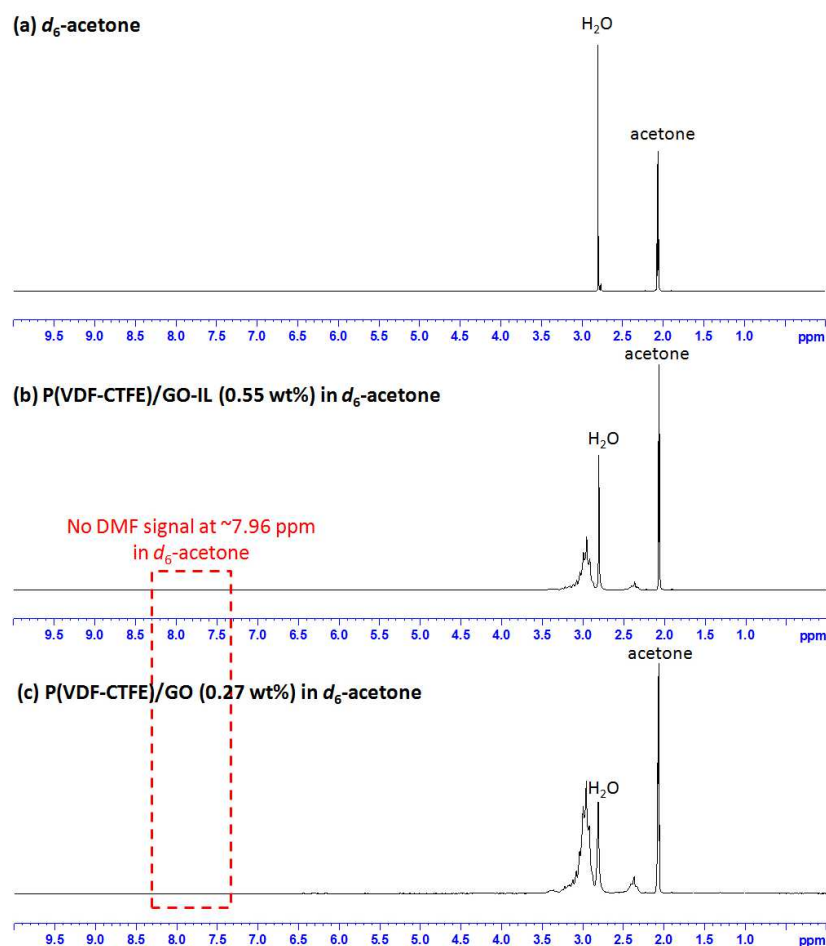 (a) d₆-acetone
H₂O
acetone
9.5 9.0 8.5 8.0 7.5 7.0 6.5 6.0 5.5 5.0 4.5 4.0 3.5 3.0 2.5 2.0 1.5 1.0 ppm
acetone
(b) P(VDF-CTFE)/GO-IL (0.55 wt%) in d₆-acetone
H₂O
No DMF signal at ~7.96 ppm
in d₆-acetone
9.5 9.0 8.5 8.0 7.5 7.0 6.5 6.0 5.5 5.0 4.5 4.0 3.5 3.0 2.5 2.0 1.5 1.0 ppm
acetone
(c) P(VDF-CTFE)/GO (0.27 wt%) in d₆-acetone
H₂O
9.5 9.0 8.5 8.0 7.5 7.0 6.5 6.0 5.5 5.0 4.5 4.0 3.5 3.0 2.5 2.0 1.5 1.0 ppm